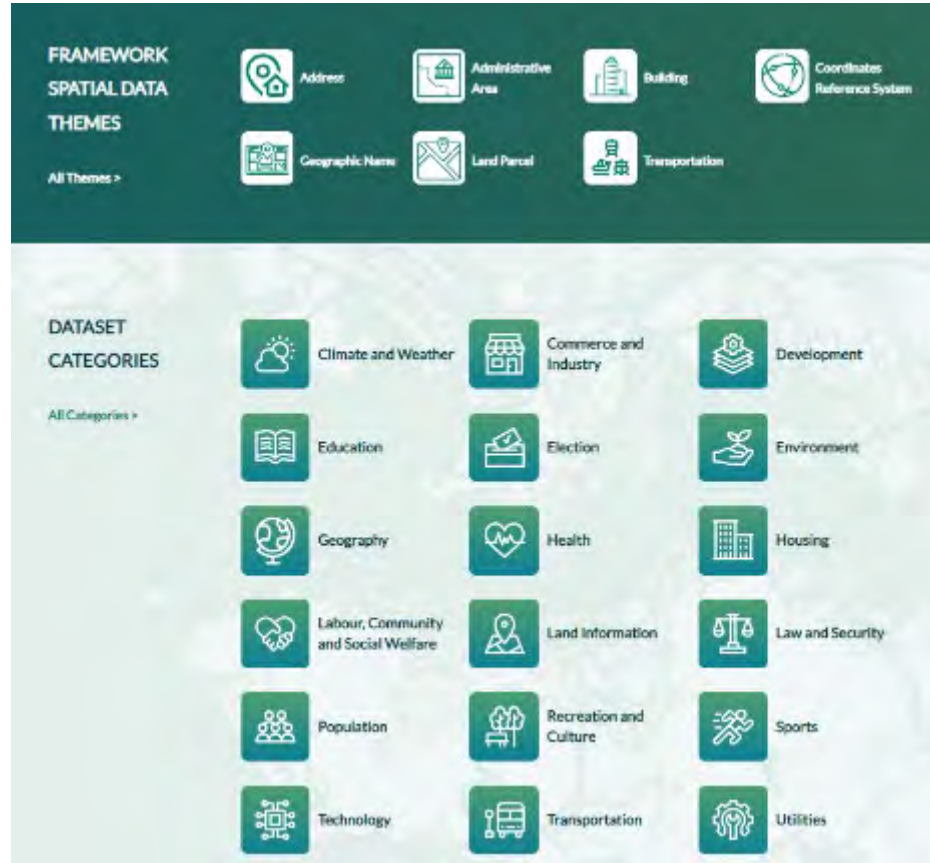 FRAMEWORK
SPATIAL DATA
THEMES
All Themes >
Address
Administrative
Area
Building
Coordinates
Reference System
Geographic Name
Land Parcel
Transportation
DATASET
CATEGORIES
All Categories >
Climate and Weather
Commerce and
Industry
Development
Education
Election
Environment
Geography
Health
Housing
Labour, Community
and Social Welfare
Land Information
Law and Security
Population
Recreation and
Culture
Sports
Technology
Transportation
Utilities